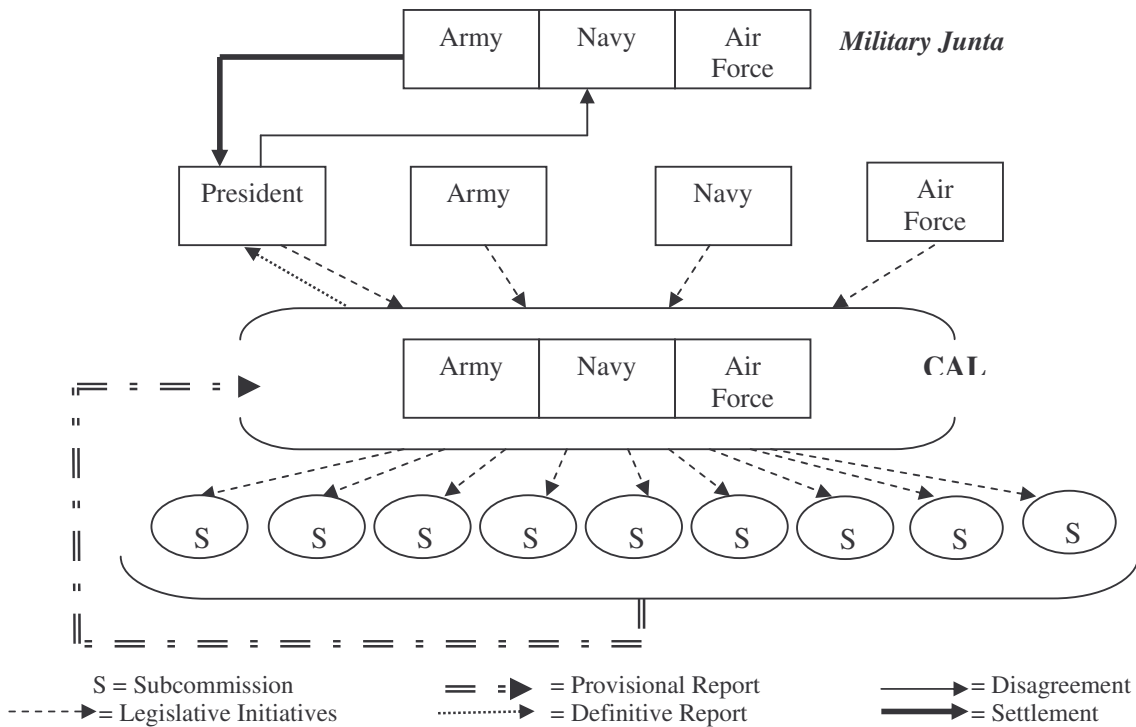 Army Navy Air Force Military Junta
President Army Navy Air Force
Army Navy Air Force CAL
S S S S S S S S S
S = Subcommission = Provisional Report = Disagreement
= Legislative Initiatives = Definitive Report = Settlement